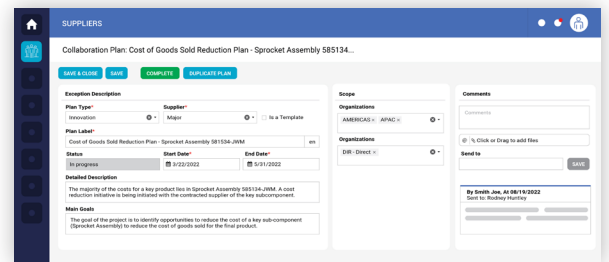 SUPPLIERS
Collaboration Plan: Cost of Goods Sold Reduction Plan - Sprocket Assembly 585134...
SAVE & CLOSE SAVE COMPLETE DUPLICATE PLAN
Exception Description
Plan Type* Supplier*
Innovation Major Is a Template
Plan Label*
Cost of Goods Sold Reduction Plan - Sprocket Assembly 581534-JWM en
Status Start Date* End Date*
In progress 3/22/2022 5/31/2022
Detailed Description
The majority of the costs for a key product lies in Sprocket Assembly 585134-JWM. A cost
reduction initiative is being initiated with the contracted supplier of the key subcomponent.
Main Goals
The goal of the project is to identify opportunities to reduce the cost of a key sub-component
(Sprocket Assembly) to reduce the cost of goods sold for the final product.
Scope
Organizations
AMERICAS × APAC ×
Organizations
DIR - Direct ×
Comments
Comments
@ Click or Drag to add files
Send to
SAVE
By Smith Joe, At 08/19/2022
Sent to: Rodney Huntley